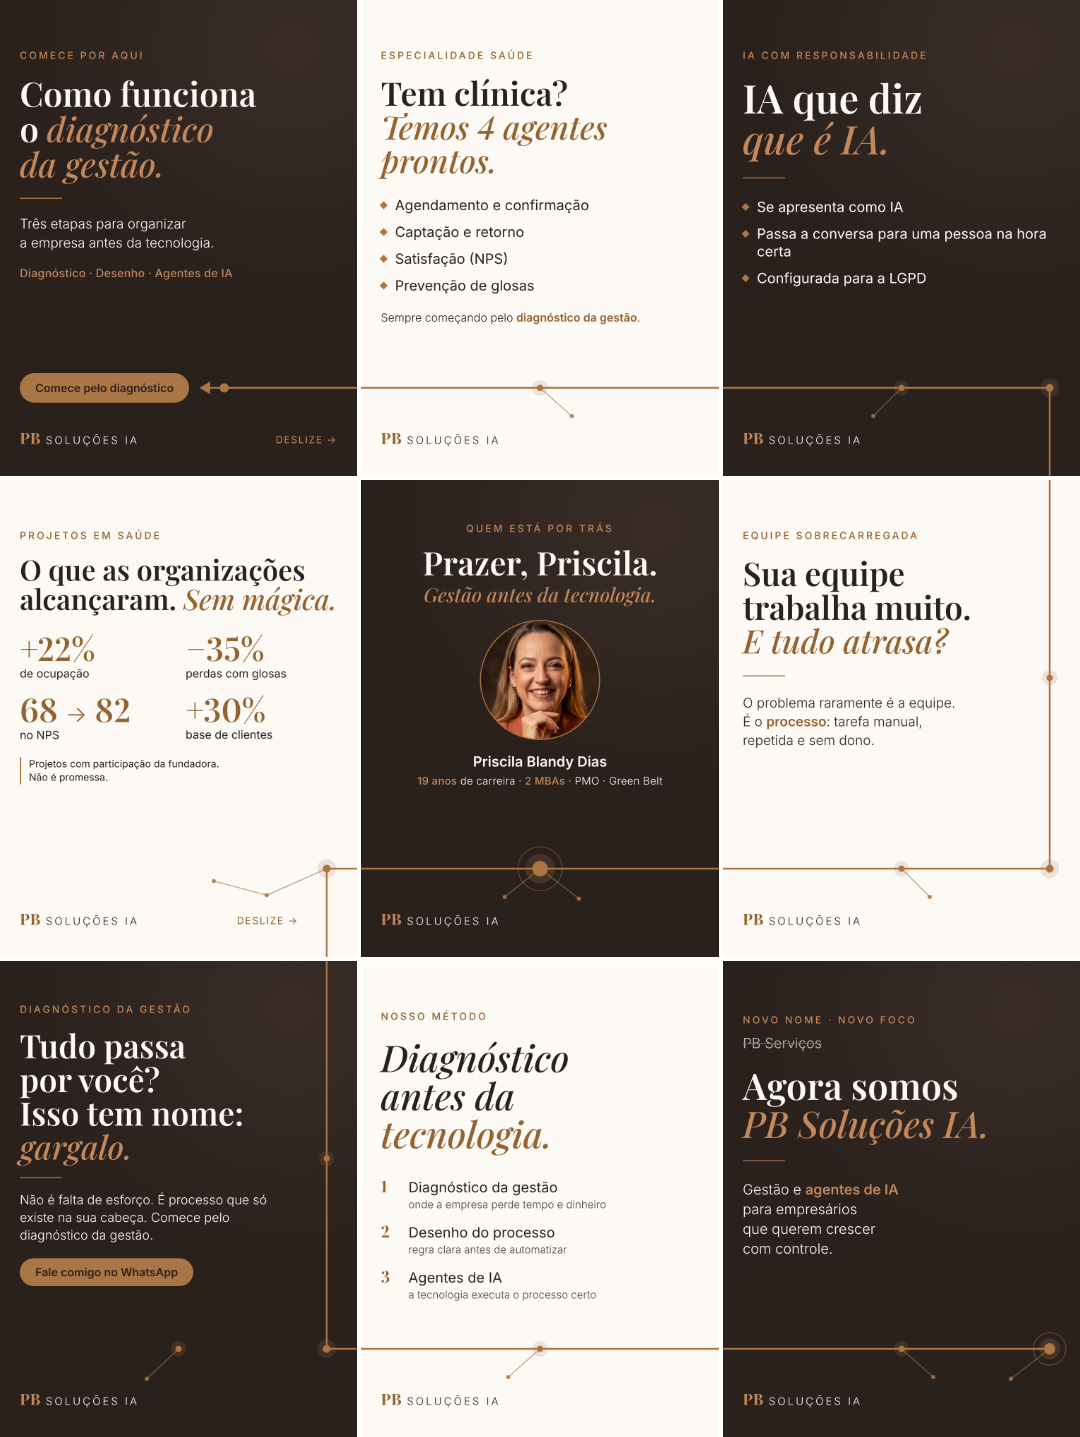 COMECE POR AQUI
Como funciona
o diagnóstico
da gestão.
Três etapas para organizar
a empresa antes da tecnologia.
Diagnóstico · Desenho · Agentes de IA
Comece pelo diagnóstico
PB SOLUÇÕES IA
DESLIZE →
ESPECIALIDADE SAÚDE
Tem clínica?
Temos 4 agentes
prontos.
Agendamento e confirmação
Captação e retorno
Satisfação (NPS)
Prevenção de glosas
Sempre começando pelo diagnóstico da gestão.
PB SOLUÇÕES IA
IA COM RESPONSABILIDADE
IA que diz
que é IA.
Se apresenta como IA
Passa a conversa para uma pessoa na hora
certa
Configurada para a LGPD
PB SOLUÇÕES IA
PROJETOS EM SAÚDE
O que as organizações
alcançaram. Sem mágica.
+22%
de ocupação
−35%
perdas com glosas
68 → 82
no NPS
+30%
base de clientes
Projetos com participação da fundadora.
Não é promessa.
PB SOLUÇÕES IA
DESLIZE →
QUEM ESTÁ POR TRÁS
Prazer, Priscila.
Gestão antes da tecnologia.
Priscila Blandy Dias
19 anos de carreira · 2 MBAs · PMO · Green Belt
PB SOLUÇÕES IA
EQUIPE SOBRECARREGADA
Sua equipe
trabalha muito.
E tudo atrasa?
O problema raramente é a equipe.
É o processo: tarefa manual,
repetida e sem dono.
PB SOLUÇÕES IA
DIAGNÓSTICO DA GESTÃO
Tudo passa
por você?
Isso tem nome:
gargalo.
Não é falta de esforço. É processo que só
existe na sua cabeça. Comece pelo
diagnóstico da gestão.
Fale comigo no WhatsApp
PB SOLUÇÕES IA
NOSSO MÉTODO
Diagnóstico
antes da
tecnologia.
1 Diagnóstico da gestão
onde a empresa perde tempo e dinheiro
2 Desenho do processo
regra clara antes de automatizar
3 Agentes de IA
a tecnologia executa o processo certo
PB SOLUÇÕES IA
NOVO NOME · NOVO FOCO
PB Serviços
Agora somos
PB Soluções IA.
Gestão e agentes de IA
para empresários
que querem crescer
com controle.
PB SOLUÇÕES IA